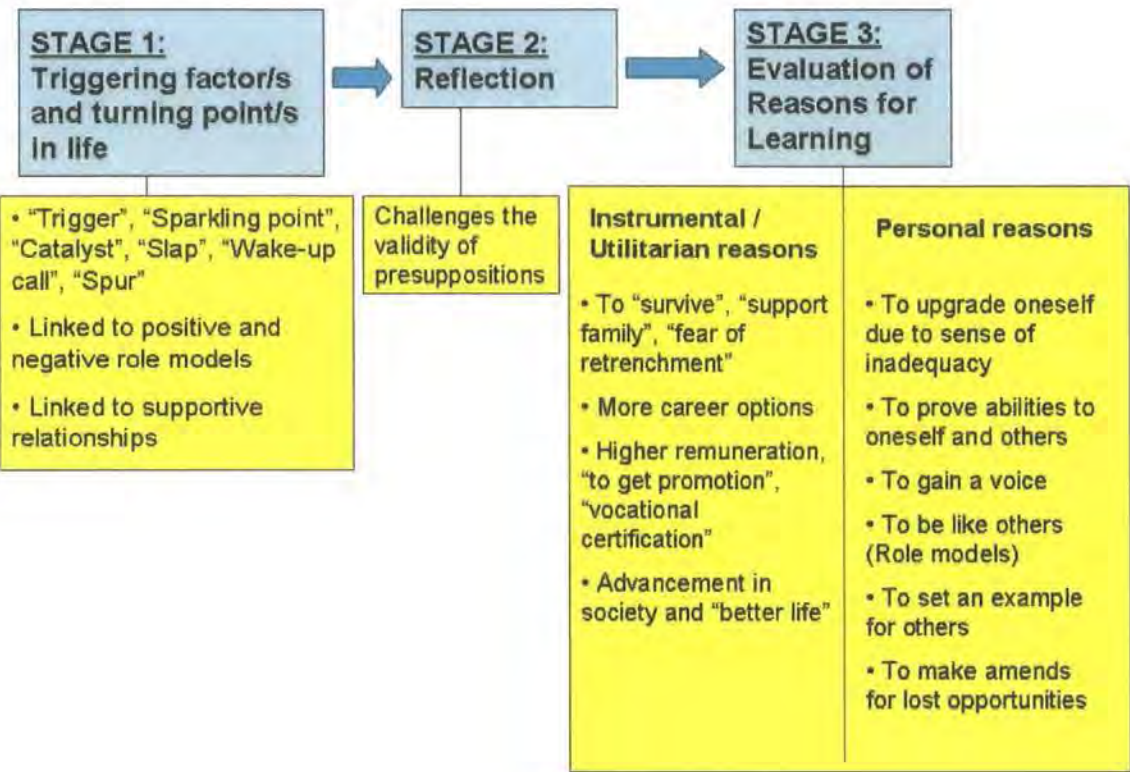 STAGE 1:
Triggering factor/s
and turning point/s
in life
• "Trigger", "Sparkling point",
"Catalyst", "Slap", "Wake-up
call", "Spur"
• Linked to positive and
negative role models
• Linked to supportive
relationships
STAGE 2:
Reflection
Challenges the
validity of
presuppositions
STAGE 3:
Evaluation of
Reasons for
Learning
Instrumental /
Utilitarian reasons
• To "survive", "support
family", "fear of
retrenchment"
• More career options
• Higher remuneration,
"to get promotion",
"vocational
certification"
• Advancement in
society and "better life"
Personal reasons
• To upgrade oneself
due to sense of
inadequacy
• To prove abilities to
oneself and others
• To gain a voice
• To be like others
(Role models)
• To set an example
for others
• To make amends
for lost opportunities